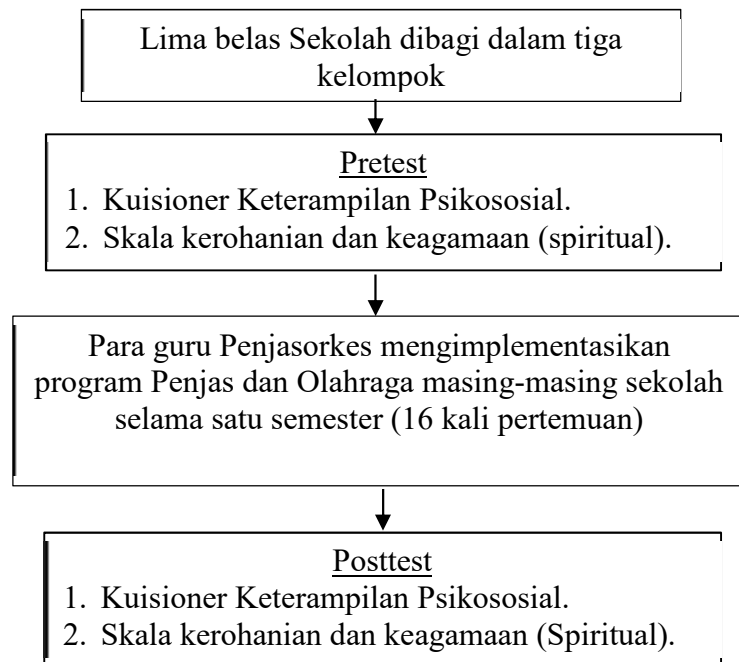 Lima belas Sekolah dibagi dalam tiga
kelompok
Pretest
1. Kuisioner Keterampilan Psikososial.
2. Skala kerohanian dan keagamaan (spiritual).
Para guru Penjasorkes mengimplementasikan
program Penjas dan Olahraga masing-masing sekolah
selama satu semester (16 kali pertemuan)
Posttest
1. Kuisioner Keterampilan Psikososial.
2. Skala kerohanian dan keagamaan (Spiritual).